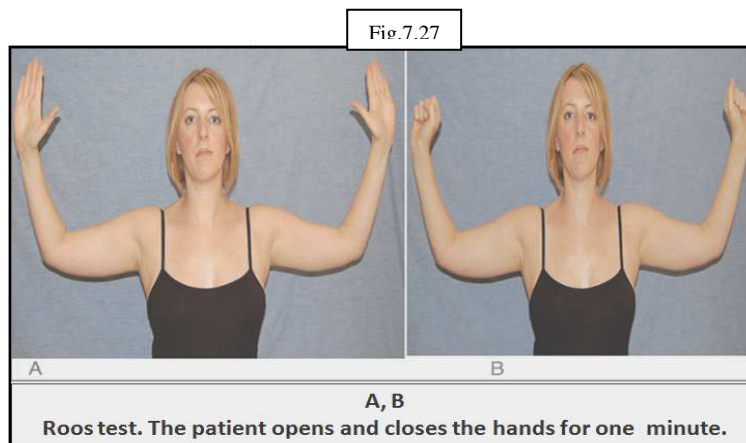 Fig.7.27
A
B
A, B
Roos test. The patient opens and closes the hands for one minute.